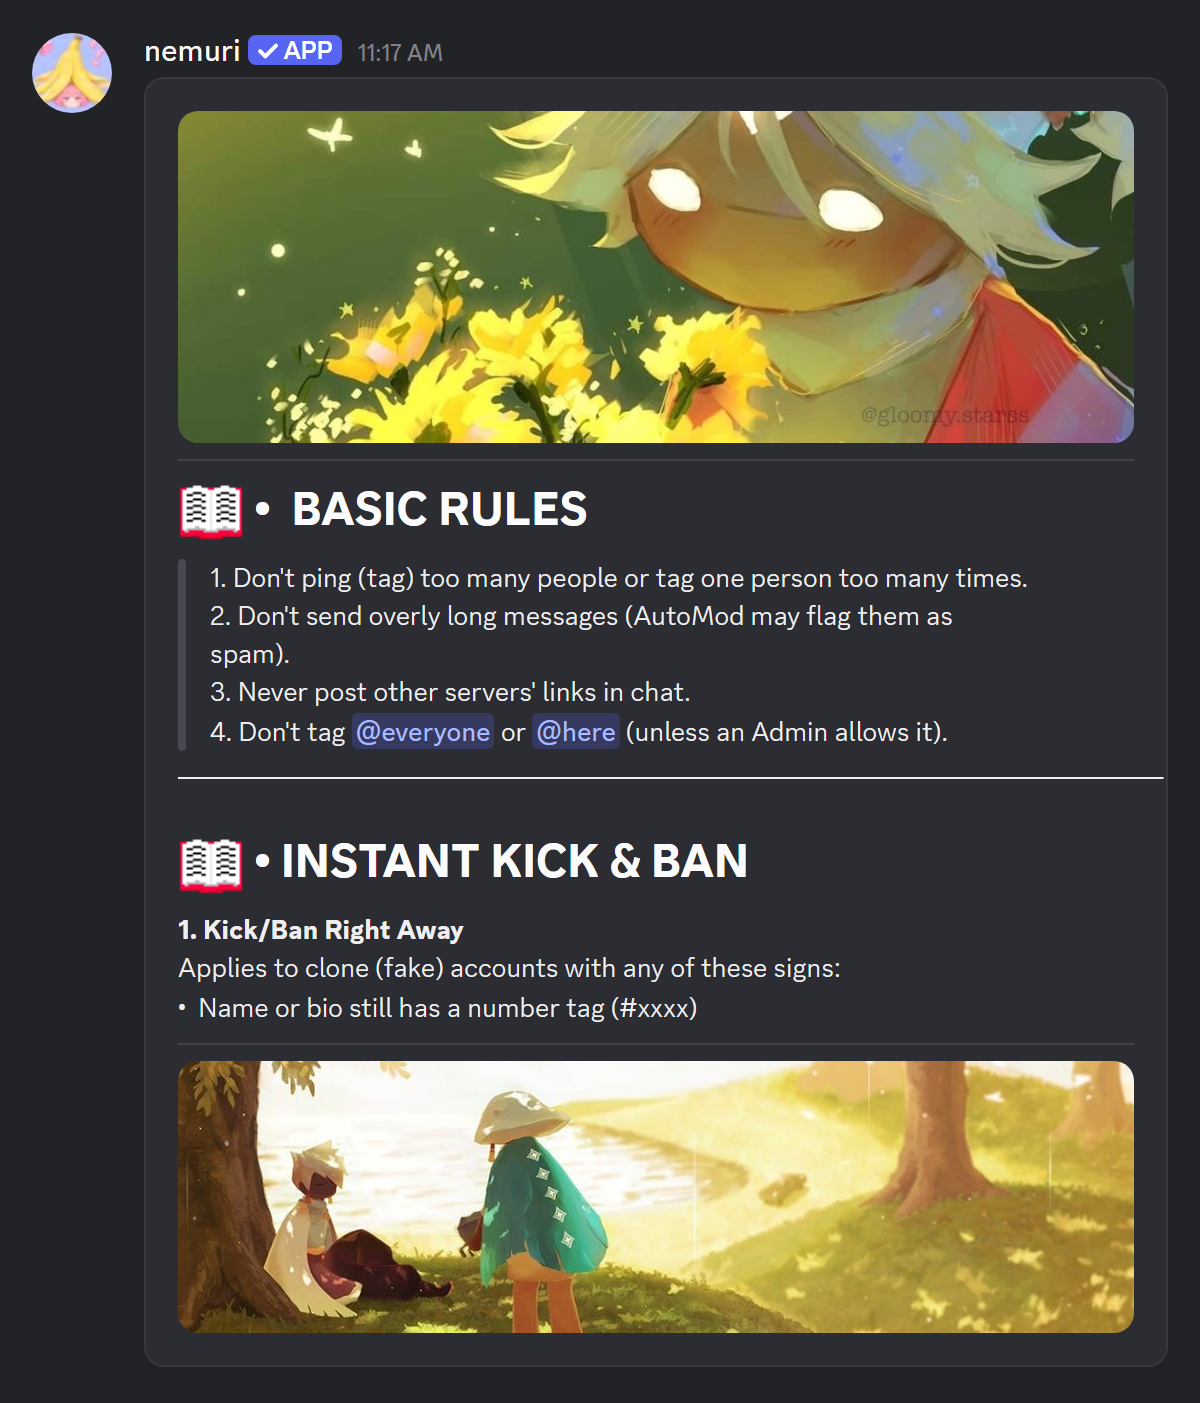 nemuri ✓ APP 11:17 AM
@gloomy.starss
📖 • BASIC RULES
1. Don't ping (tag) too many people or tag one person too many times.
2. Don't send overly long messages (AutoMod may flag them as
spam).
3. Never post other servers' links in chat.
4. Don't tag @everyone or @here (unless an Admin allows it).
📖 • INSTANT KICK & BAN
1. Kick/Ban Right Away
Applies to clone (fake) accounts with any of these signs:
• Name or bio still has a number tag (#xxxx)